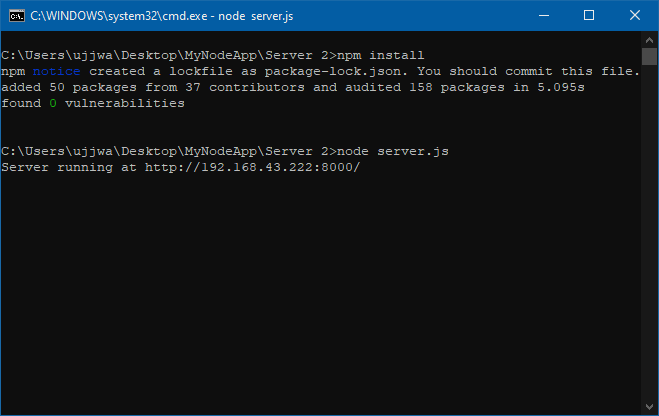 C:\WINDOWS\system32\cmd.exe - node server.js
C:\Users\ujjwa\Desktop\MyNodeApp\Server 2>npm install
npm notice created a lockfile as package-lock.json. You should commit this file.
added 50 packages from 37 contributors and audited 158 packages in 5.095s
found 0 vulnerabilities
C:\Users\ujjwa\Desktop\MyNodeApp\Server 2>node server.js
Server running at http://192.168.43.222:8000/